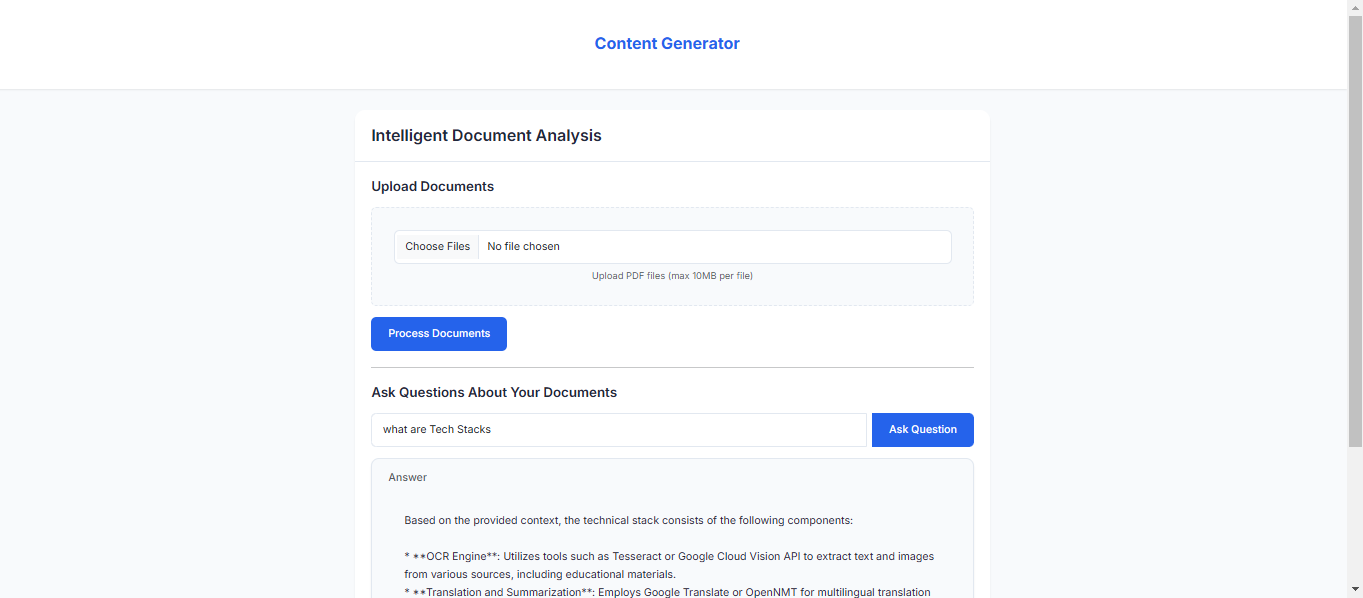 Content Generator
Intelligent Document Analysis
Upload Documents
Choose Files No file chosen
Upload PDF files (max 10MB per file)
Process Documents
Ask Questions About Your Documents
what are Tech Stacks Ask Question
Answer
Based on the provided context, the technical stack consists of the following components:
* **OCR Engine**: Utilizes tools such as Tesseract or Google Cloud Vision API to extract text and images
from various sources, including educational materials.
* **Translation and Summarization**: Employs Google Translate or OpenNMT for multilingual translation